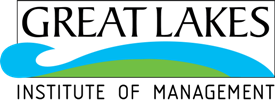 GREAT LAKES
INSTITUTE OF MANAGEMENT